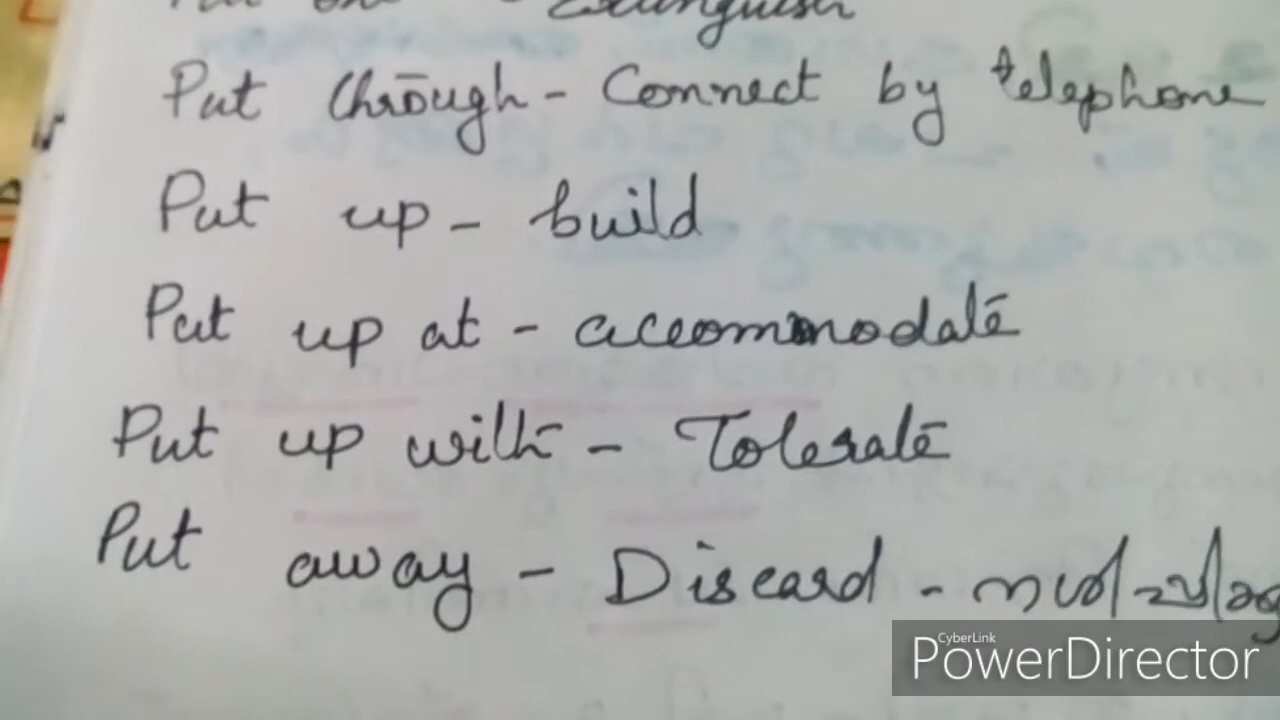 Put through - Connect by telephone
Put up - build
Put up at - accommodate
Put up with - Tolerate
Put away - Discard -
CyberLink
PowerDirector